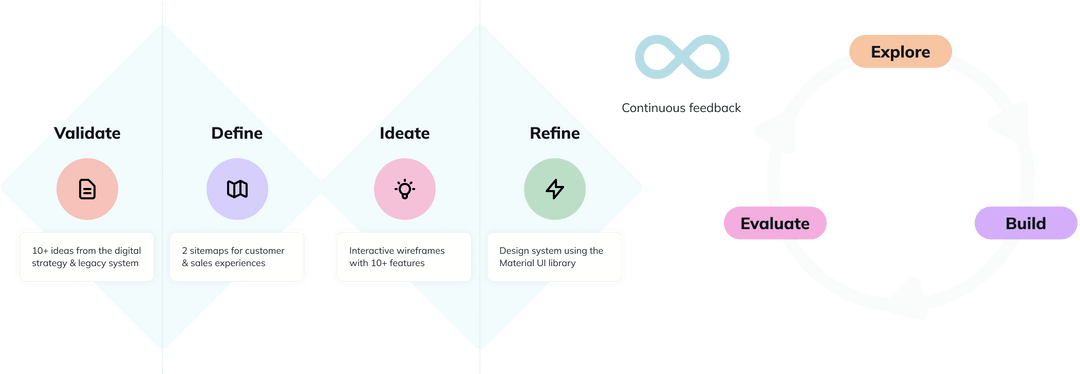 Validate
10+ ideas from the digital
strategy & legacy system
Define
2 sitemaps for customer
& sales experiences
Ideate
Interactive wireframes
with 10+ features
Refine
Design system using the
Material UI library
Continuous feedback
Explore
Build
Evaluate